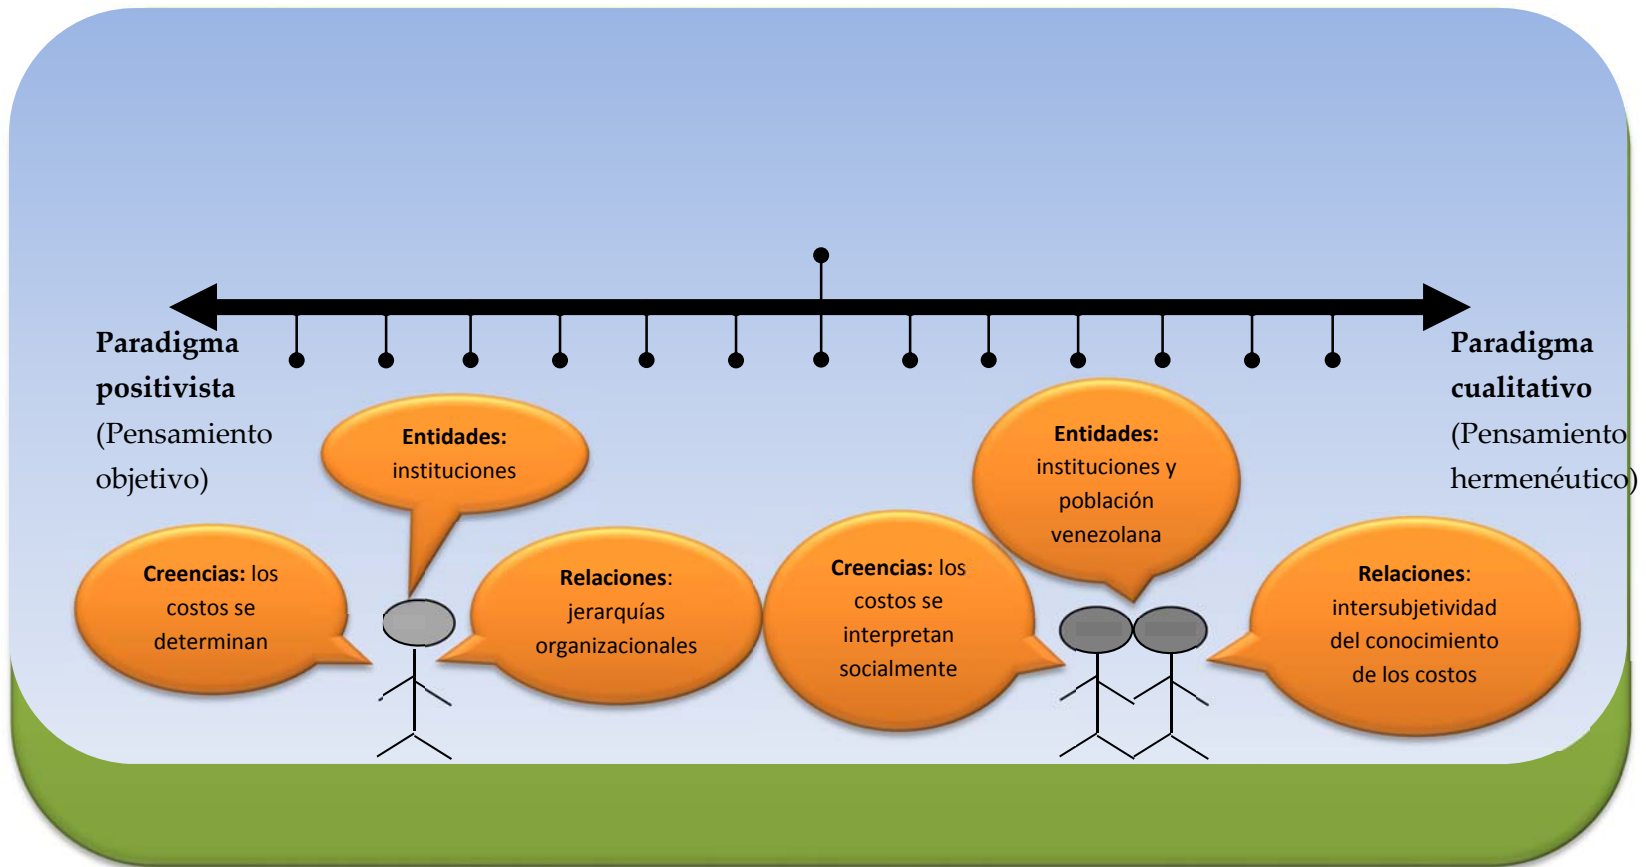 Paradigma
positivista
(Pensamiento
objetivo)
Paradigma
cualitativo
(Pensamiento
hermenéutico)
Entidades:
instituciones
Creencias: los
costos se
determinan
Relaciones:
jerarquías
organizacionales
Entidades:
instituciones y
población
venezolana
Creencias: los
costos se
interpretan
socialmente
Relaciones:
intersubjetividad
del conocimiento
de los costos